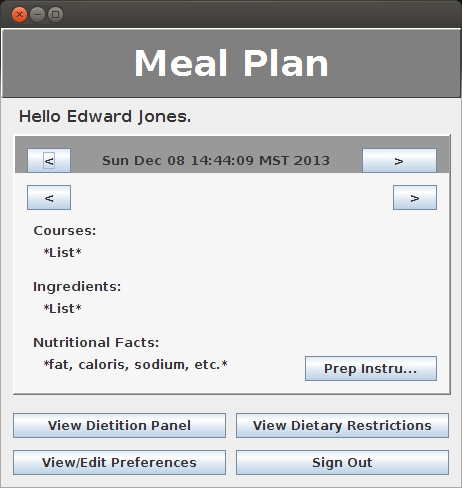 Meal Plan
Hello Edward Jones.
< Sun Dec 08 14:44:09 MST 2013 >
< >
Courses:
*List*
Ingredients:
*List*
Nutritional Facts:
*fat, caloris, sodium, etc.*
Prep Instru...
View Dietition Panel View Dietary Restrictions
View/Edit Preferences Sign Out